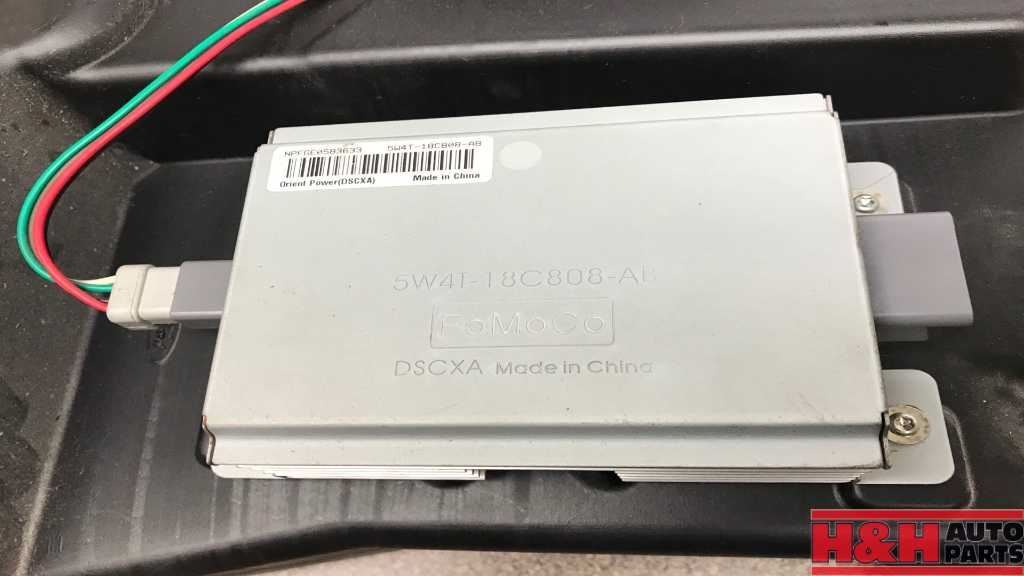 NPFGE0583633 5W4T-18C808-AB
Orient Power(DSCXA) Made in China
5W4T-18C808-AB
FoMoCo
DSCXA Made in China
H&H AUTO
PARTS